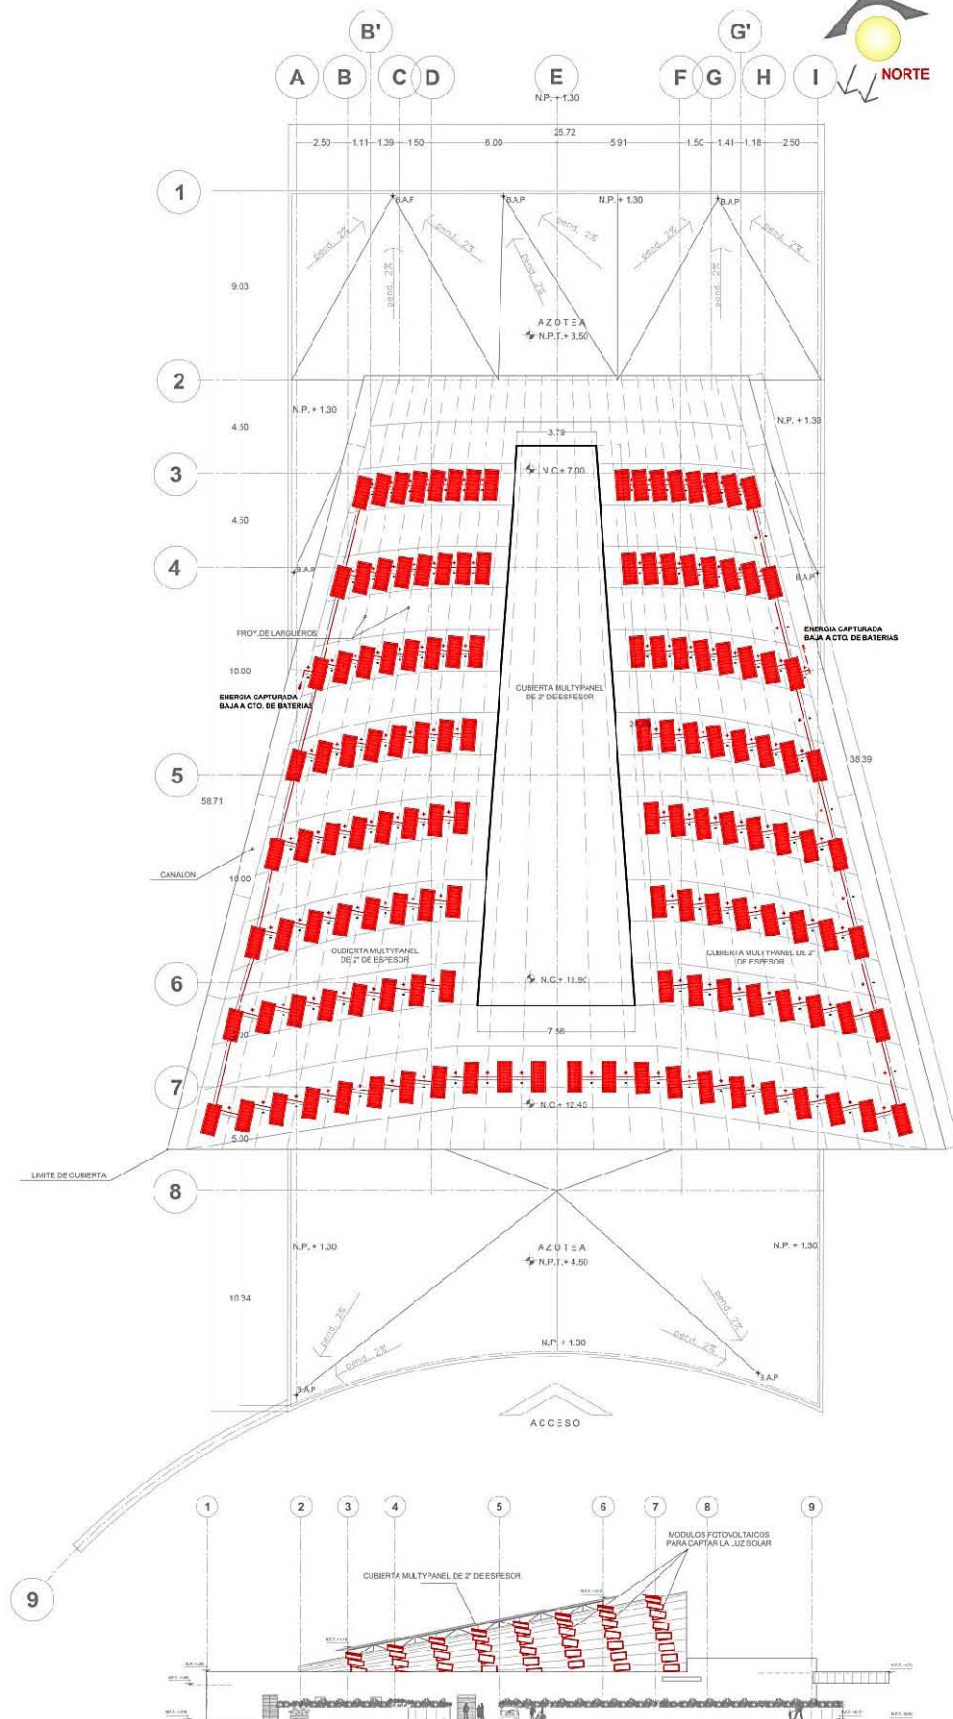 B' G'
A B C D E F G H I
NORTE
N.P. + 1.30
25.72
2.50 1.11 1.39 1.50 6.00 5.91 1.50 1.41 1.18 2.50
1
B.A.P B.A.P
N.P. + 1.30
pend. 2% pend. 2% pend. 2% pend. 2% pend. 2%
pend. 2% pend. 2% pend. 2%
9.03
AZOTEA
N.P.T. + 3.50
2
N.P. + 1.30
N.P. + 1.30
4.50
3.79
3
N.C.+ 7.00
4.50
4
B.A.P
B.A.P
PROY. DE LARGUEROS
ENERGIA CAPTURADA
BAJA A CTO. DE BATERIAS
10.00
CUBIERTA MULTYPANEL
DE 2" DE ESPESOR
ENERGIA CAPTURADA
BAJA A CTO. DE BATERIAS
5
38.39
58.71
CANALON
10.00
CUBIERTA MULTYPANEL
DE 2" DE ESPESOR
CUBIERTA MULTYPANEL DE 2"
DE ESPESOR
6
N.C.+ 11.90
7.56
7
N.C.+ 12.45
5.00
LIMITE DE CUBIERTA
8
N.P. + 1.30
AZOTEA
N.P.T. + 4.50
N.P. + 1.30
10.34
pend. 2% pend. 2%
pend. 2% pend. 2%
N.P. + 1.30
B.A.P
B.A.P
ACCESO
9
1 2 3 4 5 6 7 8 9
MODULOS FOTOVOLTAICOS
PARA CAPTAR LA LUZ SOLAR
CUBIERTA MULTYPANEL DE 2" DE ESPESOR